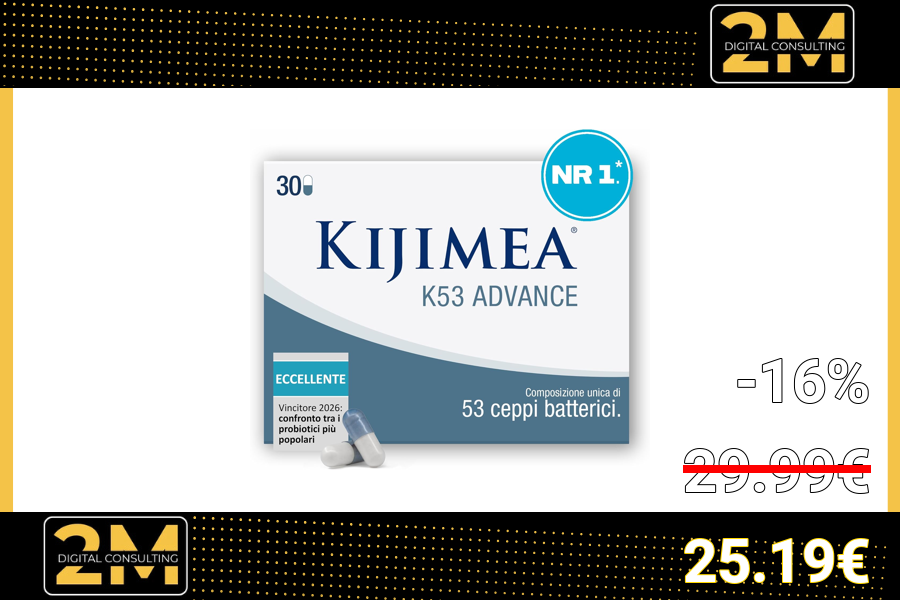 2M
DIGITAL CONSULTING
30
NR 1.*
KIJIMEA®
K53 ADVANCE
ECCELLENTE
Vincitore 2026:
confronto tra i
probiotici più
popolari
Composizione unica di
53 ceppi batterici.
-16%
29.99€
2M
DIGITAL CONSULTING
25.19€